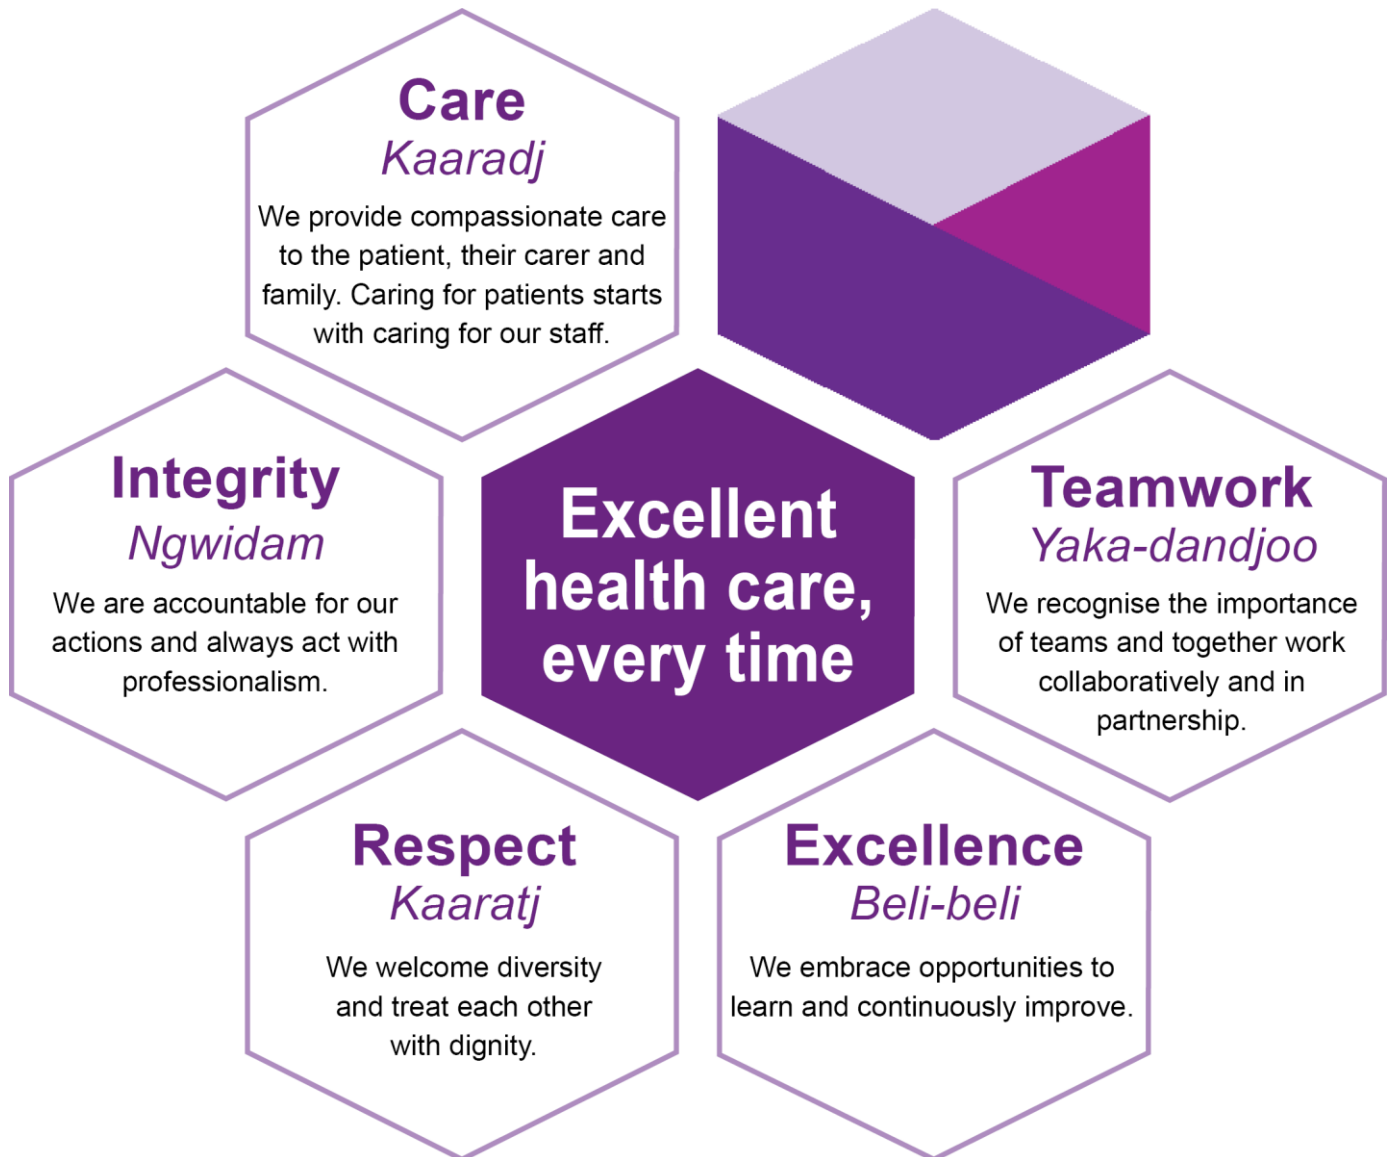 Care
Kaaradj
We provide compassionate care
to the patient, their carer and
family. Caring for patients starts
with caring for our staff.
Integrity
Ngwidam
We are accountable for our
actions and always act with
professionalism.
Excellent
health care,
every time
Teamwork
Yaka-dandjoo
We recognise the importance
of teams and together work
collaboratively and in
partnership.
Respect
Kaaratj
We welcome diversity
and treat each other
with dignity.
Excellence
Beli-beli
We embrace opportunities to
learn and continuously improve.